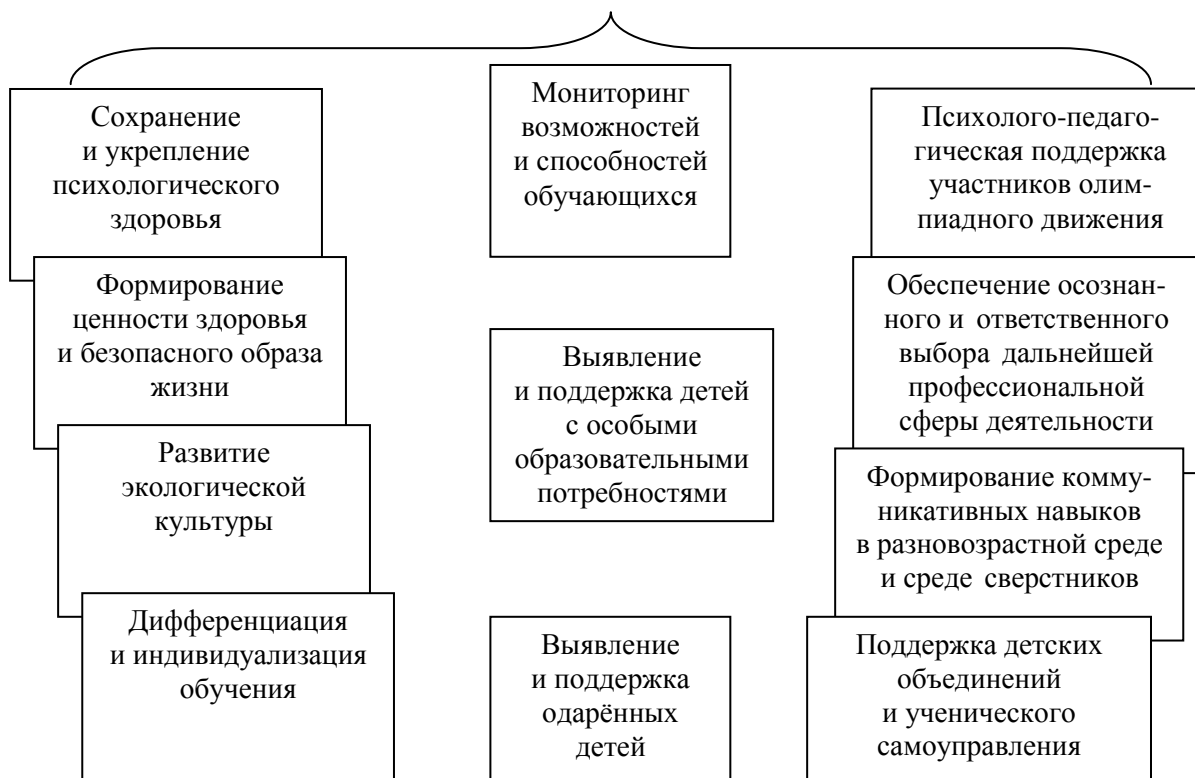 Сохранение
и укрепление
психологического
здоровья
Формирование
ценности здоровья
и безопасного образа
жизни
Развитие
экологической
культуры
Дифференциация
и индивидуализация
обучения
Мониторинг
возможностей
и способностей
обучающихся
Выявление
и поддержка детей
с особыми
образовательными
потребностями
Выявление
и поддержка
одарённых
детей
Психолого-педаго-
гическая поддержка
участников олим-
пиадного движения
Обеспечение осознан-
ного и ответственного
выбора дальнейшей
профессиональной
сферы деятельности
Формирование комму-
никативных навыков
в разновозрастной среде
и среде сверстников
Поддержка детских
объединений
и ученического
самоуправления